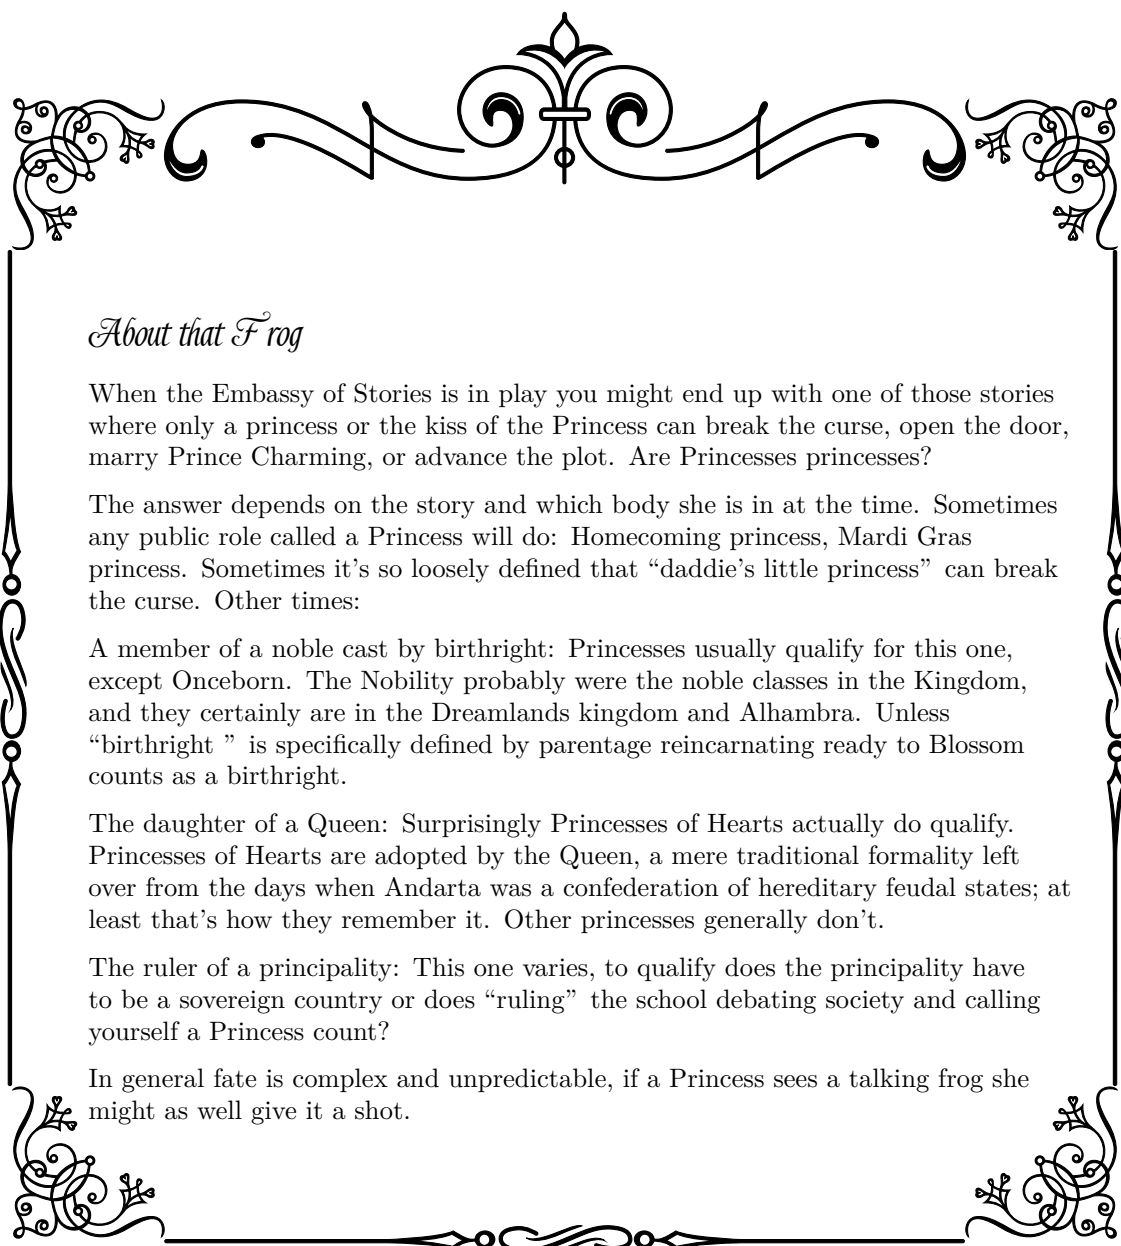 About that Frog
When the Embassy of Stories is in play you might end up with one of those stories
where only a princess or the kiss of the Princess can break the curse, open the door,
marry Prince Charming, or advance the plot. Are Princesses princesses?
The answer depends on the story and which body she is in at the time. Sometimes
any public role called a Princess will do: Homecoming princess, Mardi Gras
princess. Sometimes it's so loosely defined that “daddie's little princess” can break
the curse. Other times:
A member of a noble cast by birthright: Princesses usually qualify for this one,
except Onceborn. The Nobility probably were the noble classes in the Kingdom,
and they certainly are in the Dreamlands kingdom and Alhambra. Unless
“birthright ” is specifically defined by parentage reincarnating ready to Blossom
counts as a birthright.
The daughter of a Queen: Surprisingly Princesses of Hearts actually do qualify.
Princesses of Hearts are adopted by the Queen, a mere traditional formality left
over from the days when Andarta was a confederation of hereditary feudal states; at
least that's how they remember it. Other princesses generally don't.
The ruler of a principality: This one varies, to qualify does the principality have
to be a sovereign country or does “ruling” the school debating society and calling
yourself a Princess count?
In general fate is complex and unpredictable, if a Princess sees a talking frog she
might as well give it a shot.